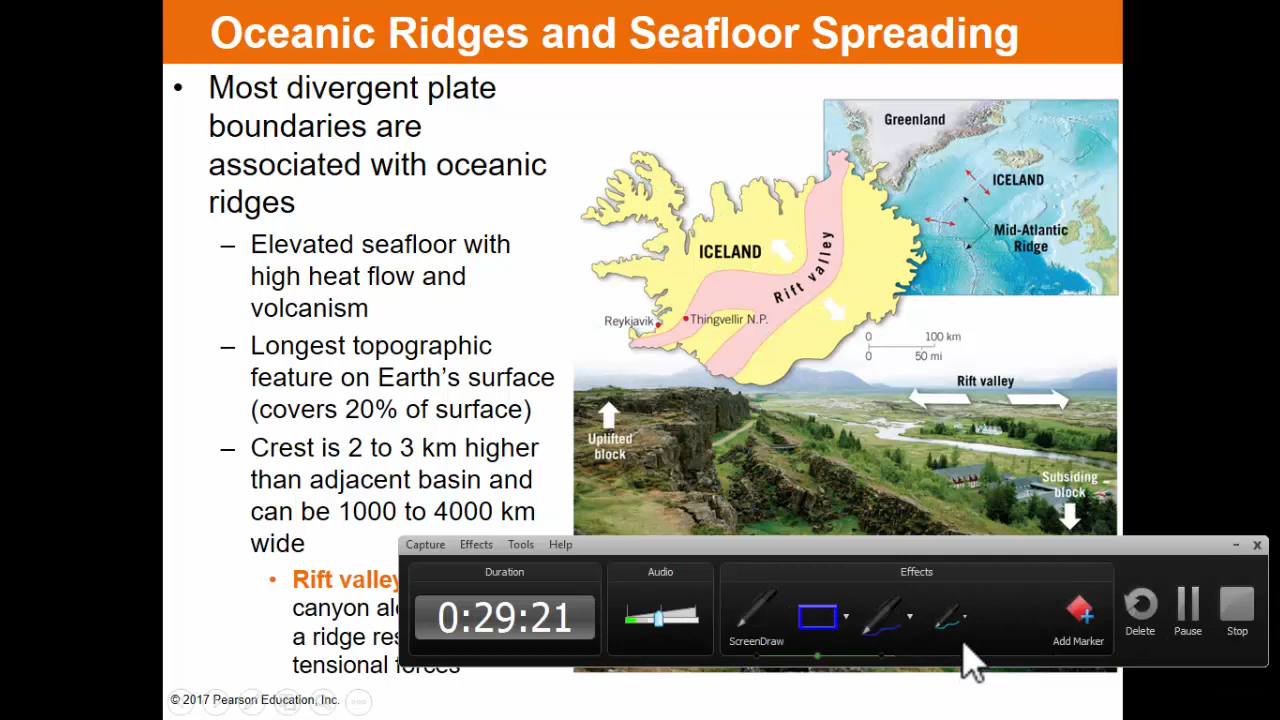 Oceanic Ridges and Seafloor Spreading
• Most divergent plate
boundaries are
associated with oceanic
ridges
– Elevated seafloor with
high heat flow and
volcanism
– Longest topographic
feature on Earth's surface
(covers 20% of surface)
– Crest is 2 to 3 km higher
than adjacent basin and
can be 1000 to 4000 km
wide
• Rift valley
canyon
a ridge
tensional forces
© 2017 Pearson Education, Inc.
Greenland
ICELAND
Mid-Atlantic
Ridge
ICELAND
Rift valley
Reykjavik
Thingvellir N.P.
0 100 km
0 50 mi
Rift valley
Uplifted
block
Subsiding
block
Capture Effects Tools Help
Duration
0:29:21
Audio
Effects
ScreenDraw
Add Marker
Delete
Pause
Stop